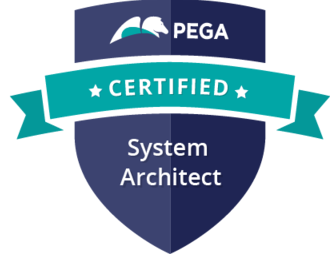 PEGA
★ CERTIFIED ★
System
Architect